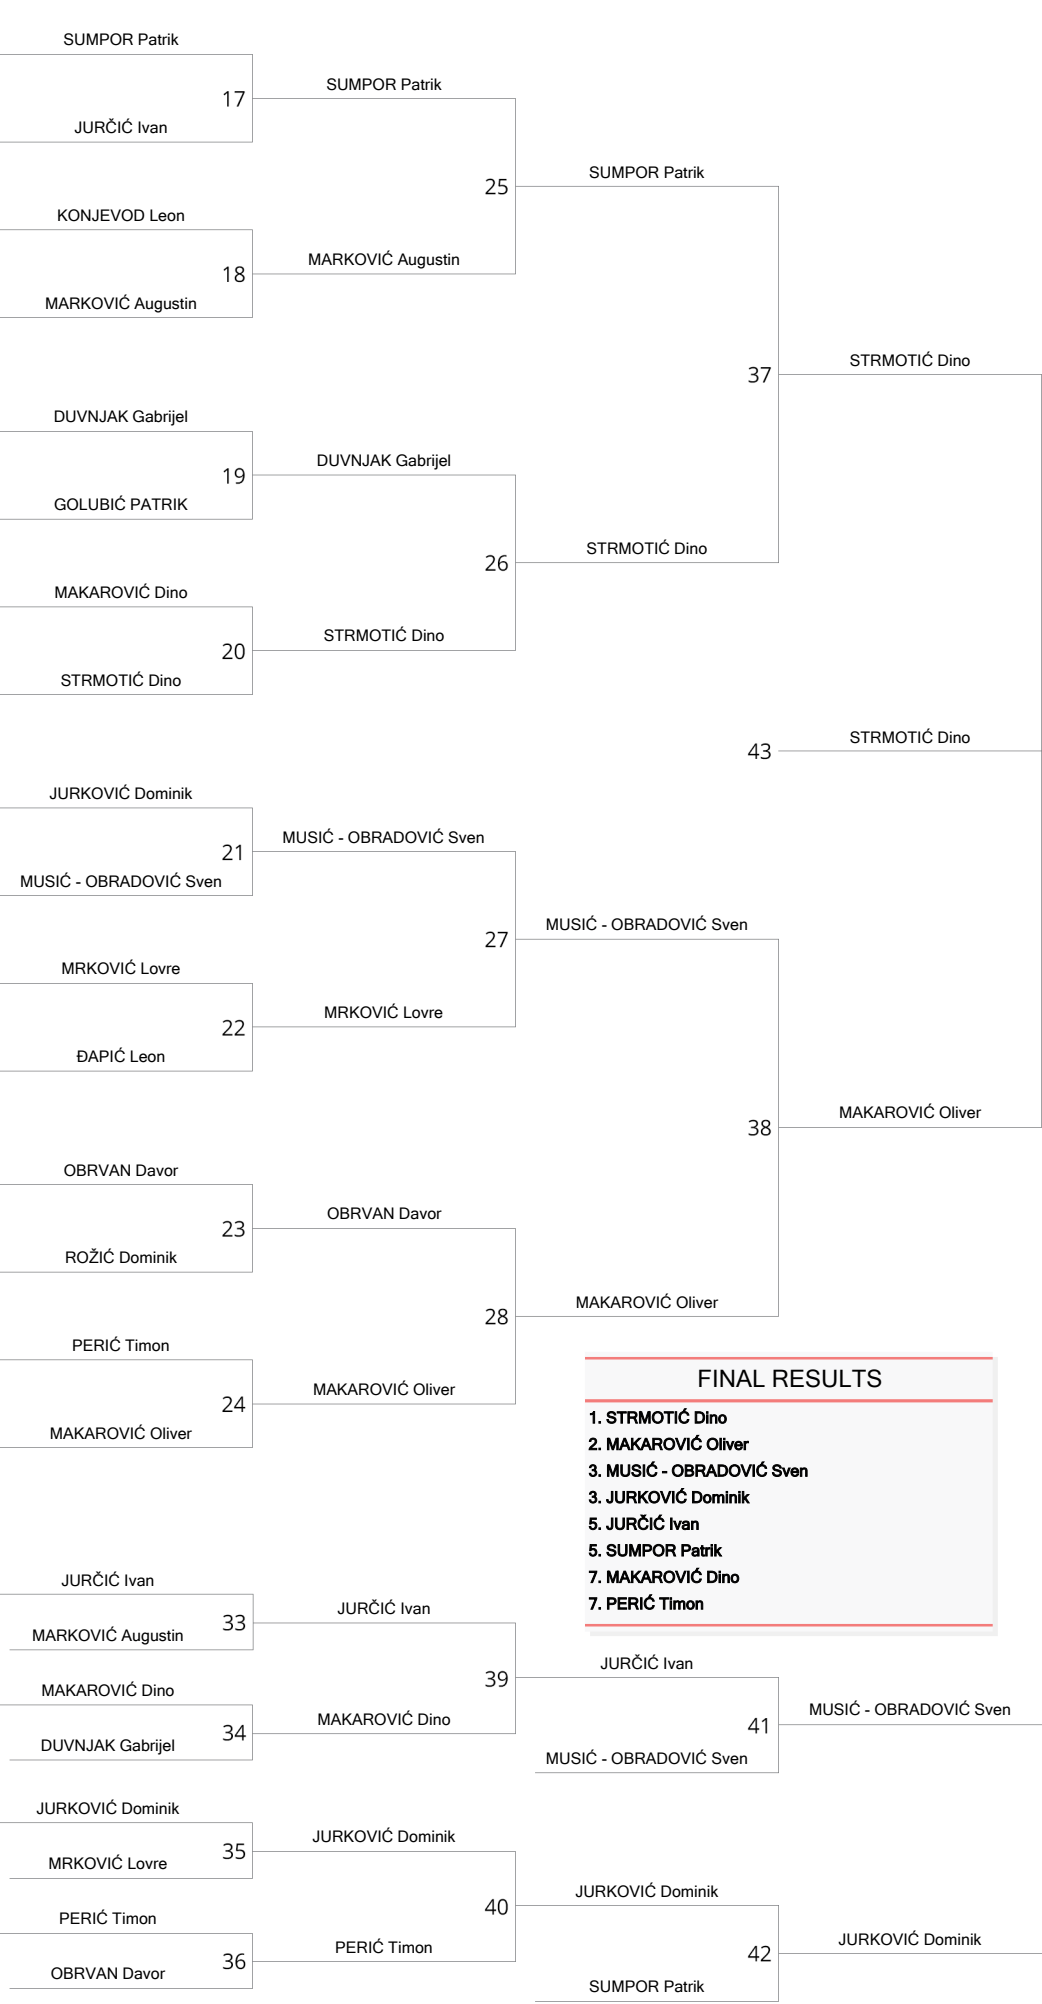 SUMPOR Patrik
17
SUMPOR Patrik
JURČIĆ Ivan
25
SUMPOR Patrik
KONJEVOD Leon
18
MARKOVIĆ Augustin
MARKOVIĆ Augustin
37
STRMOTIĆ Dino
DUVNJAK Gabrijel
19
DUVNJAK Gabrijel
GOLUBIĆ PATRIK
26
STRMOTIĆ Dino
MAKAROVIĆ Dino
20
STRMOTIĆ Dino
STRMOTIĆ Dino
43
STRMOTIĆ Dino
JURKOVIĆ Dominik
21
MUSIĆ - OBRADOVIĆ Sven
MUSIĆ - OBRADOVIĆ Sven
27
MUSIĆ - OBRADOVIĆ Sven
MRKOVIĆ Lovre
22
MRKOVIĆ Lovre
ĐAPIĆ Leon
38
MAKAROVIĆ Oliver
OBRVAN Davor
23
OBRVAN Davor
ROŽIĆ Dominik
28
MAKAROVIĆ Oliver
PERIĆ Timon
24
MAKAROVIĆ Oliver
MAKAROVIĆ Oliver
FINAL RESULTS
1. STRMOTIĆ Dino
2. MAKAROVIĆ Oliver
3. MUSIĆ - OBRADOVIĆ Sven
3. JURKOVIĆ Dominik
5. JURČIĆ Ivan
5. SUMPOR Patrik
7. MAKAROVIĆ Dino
7. PERIĆ Timon
JURČIĆ Ivan
33
JURČIĆ Ivan
MARKOVIĆ Augustin
39
JURČIĆ Ivan
MAKAROVIĆ Dino
34
MAKAROVIĆ Dino
DUVNJAK Gabrijel
41
MUSIĆ - OBRADOVIĆ Sven
MUSIĆ - OBRADOVIĆ Sven
JURKOVIĆ Dominik
35
JURKOVIĆ Dominik
MRKOVIĆ Lovre
40
JURKOVIĆ Dominik
PERIĆ Timon
36
PERIĆ Timon
OBRVAN Davor
42
JURKOVIĆ Dominik
SUMPOR Patrik